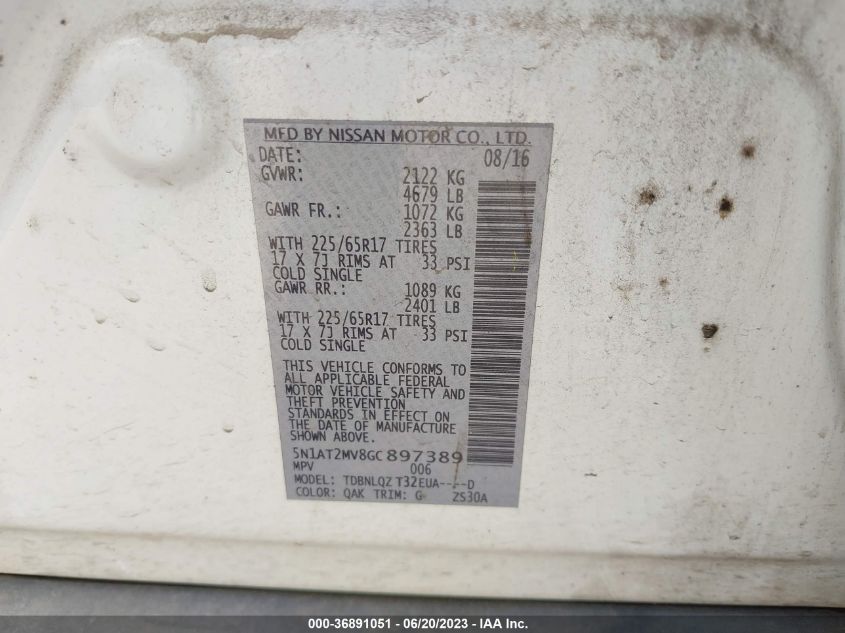 MFD BY NISSAN MOTOR CO., LTD.
DATE: 08/16
GVWR: 2122 KG
4679 LB
GAWR FR.: 1072 KG
2363 LB
WITH 225/65R17 TIRES
17 X 7J RIMS AT 33 PSI
COLD SINGLE
GAWR RR.: 1089 KG
2401 LB
WITH 225/65R17 TIRES
17 X 7J RIMS AT 33 PSI
COLD SINGLE
THIS VEHICLE CONFORMS TO
ALL APPLICABLE FEDERAL
MOTOR VEHICLE SAFETY AND
THEFT PREVENTION
STANDARDS IN EFFECT ON
THE DATE OF MANUFACTURE
SHOWN ABOVE.
5N1AT2MV8GC897389
MPV 006
MODEL: TDBNLQZ T32EUA----D
COLOR: QAK TRIM: G ZS30A
000-36891051 - 06/20/2023 - IAA Inc.